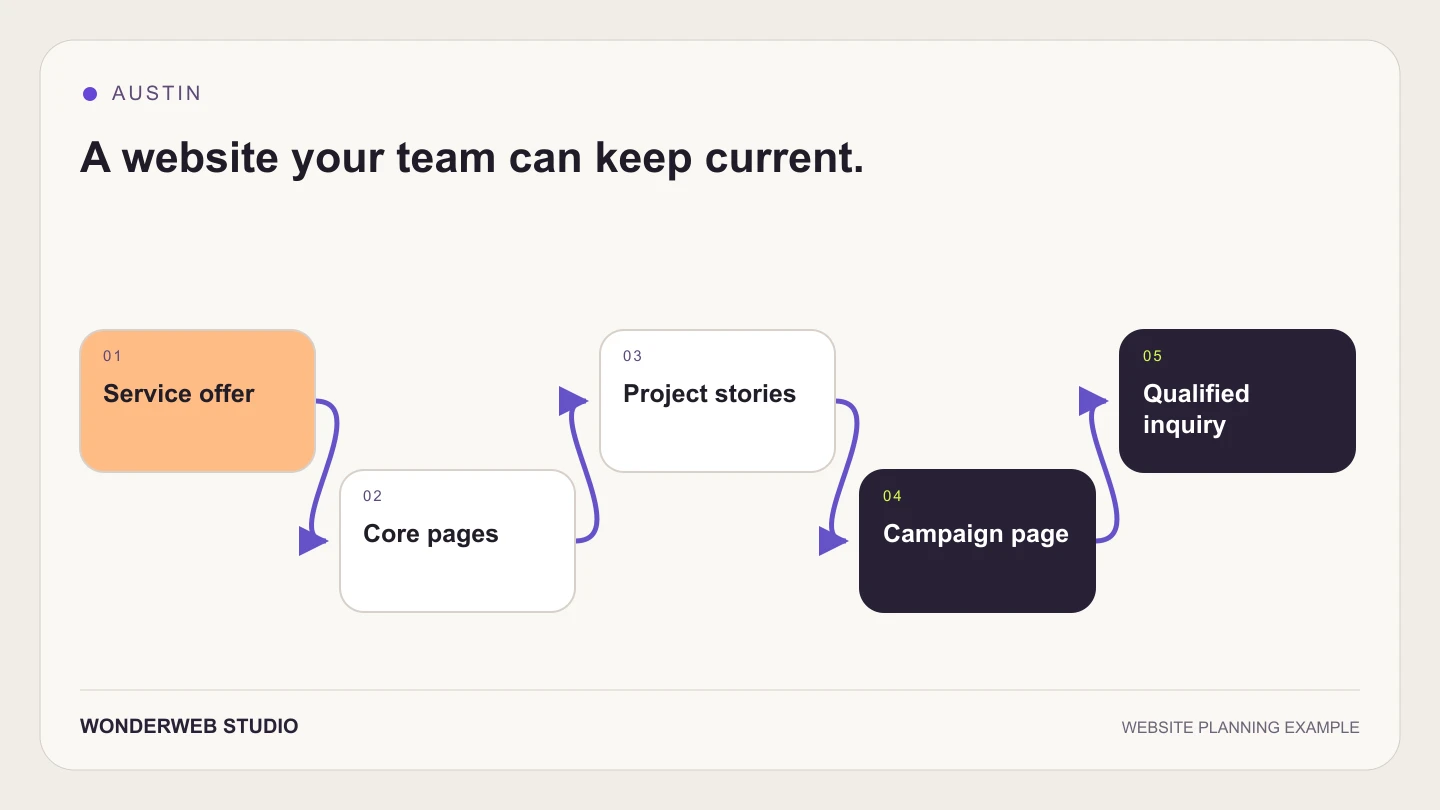 AUSTIN
A website your team can keep current.
01
Service offer
02
Core pages
03
Project stories
04
Campaign page
05
Qualified
inquiry
WONDERWEB STUDIO
WEBSITE PLANNING EXAMPLE